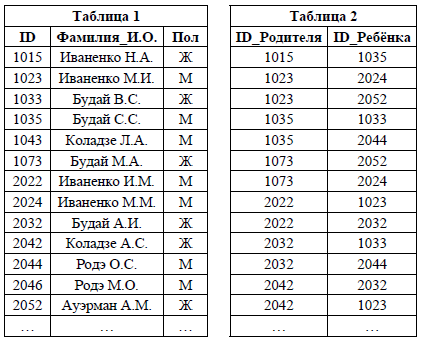 Таблица 1 Таблица 2
ID Фамилия_И.О. Пол ID_Родителя ID_Ребёнка
1015 Иваненко Н.А. Ж 1015 1035
1023 Иваненко М.И. М 1023 2024
1033 Будай В.С. Ж 1023 2052
1035 Будай С.С. М 1035 1033
1043 Коладзе Л.А. М 1035 2044
1073 Будай М.А. Ж 1073 2052
2022 Иваненко И.М. М 1073 2024
2024 Иваненко М.М. М 2022 1023
2032 Будай А.И. Ж 2022 2032
2042 Коладзе А.С. Ж 2032 1033
2044 Родэ О.С. М 2032 2044
2046 Родэ М.О. М 2042 2032
2052 Ауэрман А.М. Ж 2042 1023
… … … … …